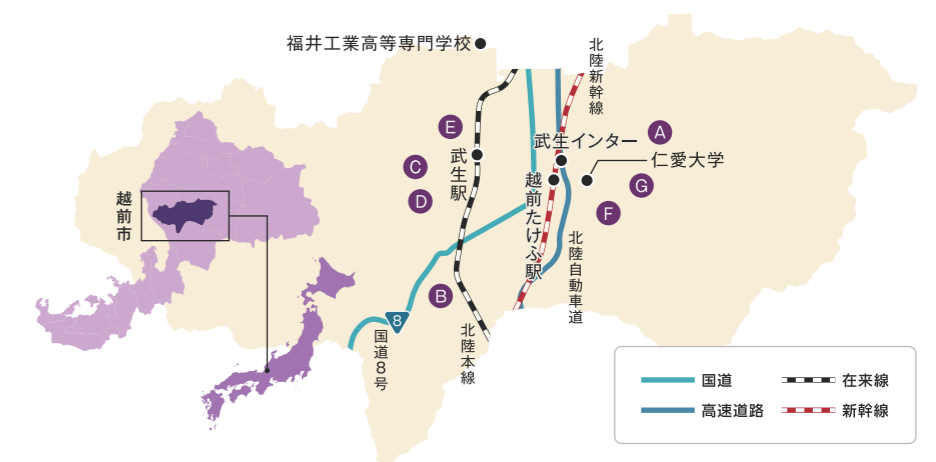 福井工業高等専門学校
北陸新幹線
E
A
武生インター
仁愛大学
C
武生駅
D
越前たけふ駅
G
F
越前市
北陸自動車道
B
8
国道8号
北陸本線
国道
在来線
高速道路
新幹線